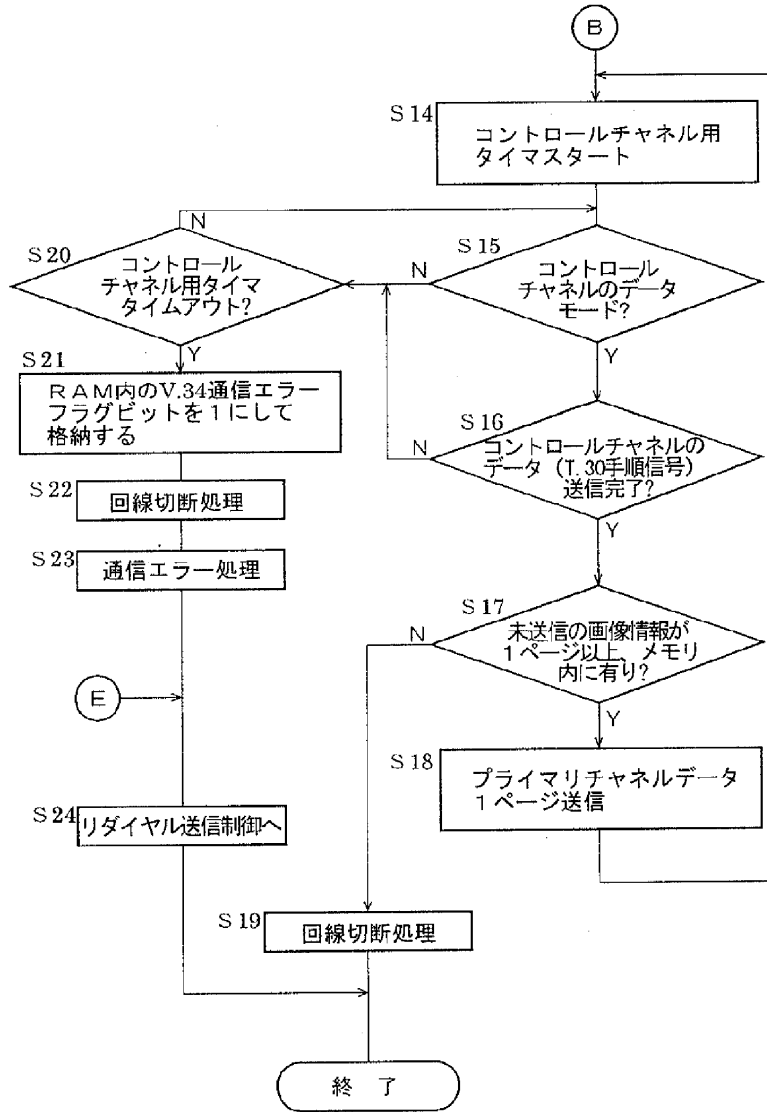 B
S14
コントロールチャネル用
タイマスタート
N
S20
コントロール
チャネル用タイマ
タイムアウト?
Y
S15
N
コントロール
チャネルのデータ
モード?
Y
S21
RAM内のV.34通信エラー
フラグビットを1にして
格納する
S16
N
コントロールチャネルの
データ(T.30手順信号)
送信完了?
Y
S22
回線切断処理
S23
通信エラー処理
S17
N
未送信の画像情報が
1ページ以上、メモリ
内に有り?
Y
E
S18
プライマリチャネルデータ
1ページ送信
S24
リダイヤル送信制御へ
S19
回線切断処理
終 了